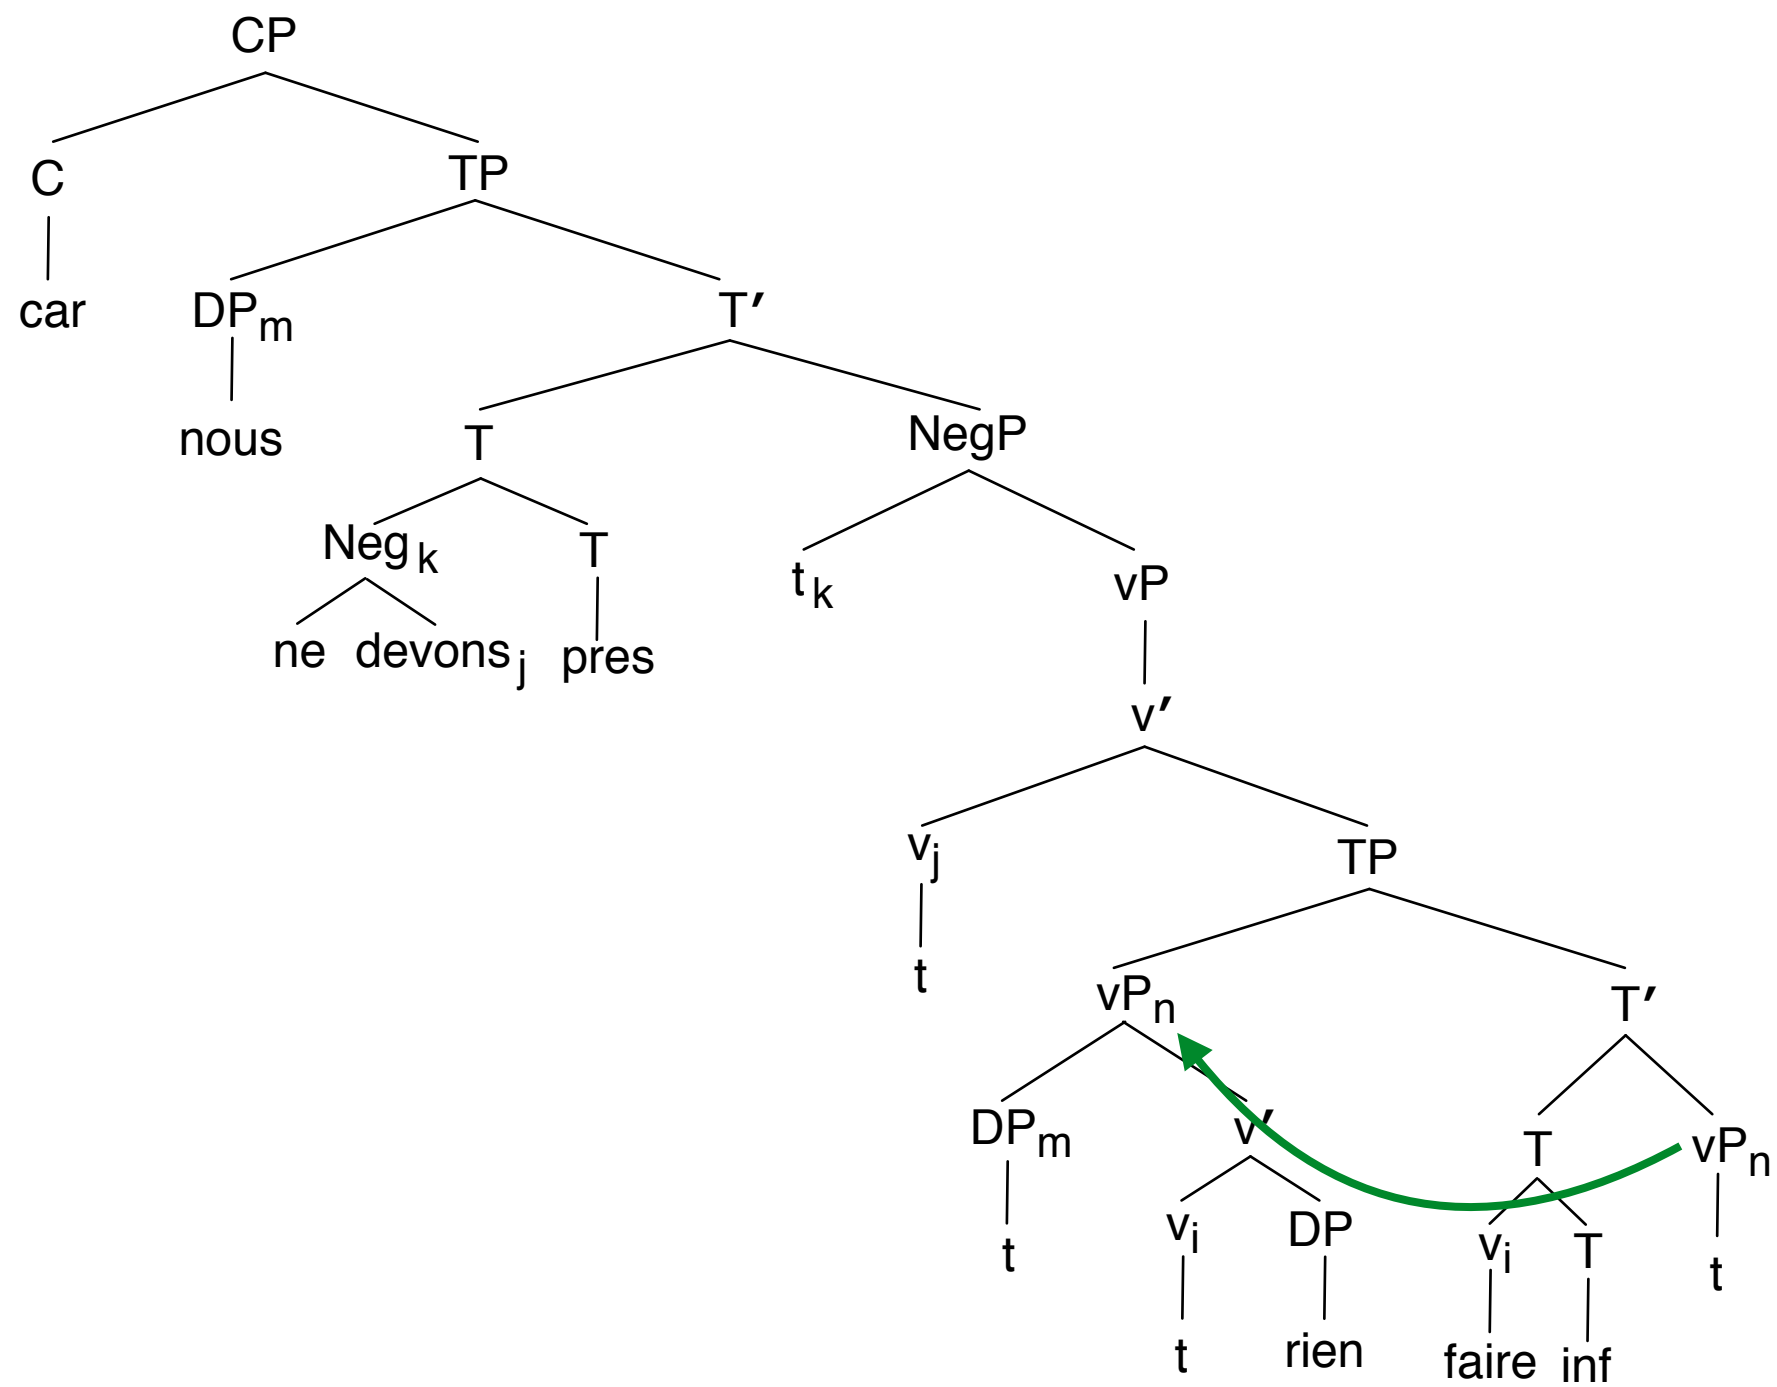 CP
C TP
car DPm T′
nous T NegP
Negk T tk vP
ne devonsj pres
v′
vj TP
t vPn T′
DPm v′ T vPn
t vi DP vi T t
t rien faire inf